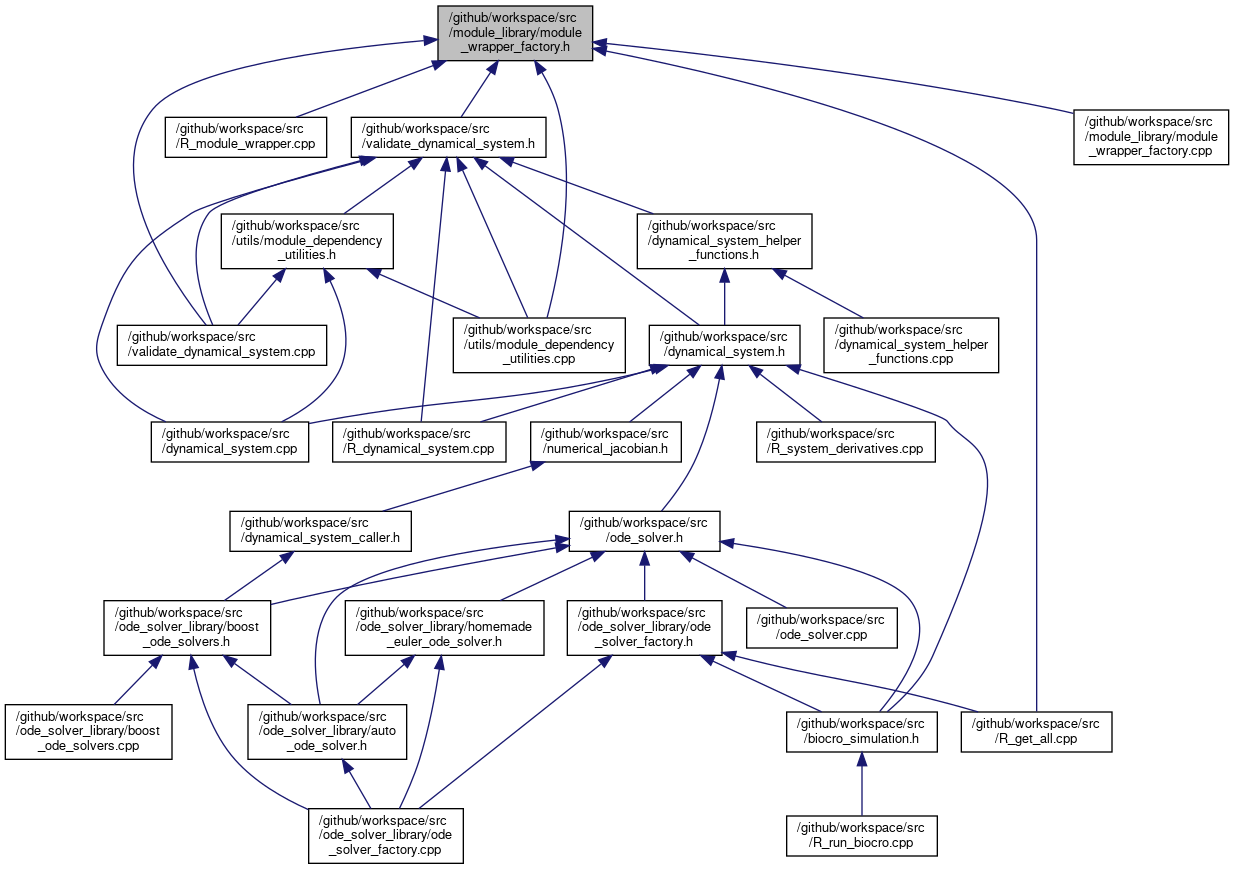 /github/workspace/src
/module_library/module
_wrapper_factory.h
/github/workspace/src
/R_module_wrapper.cpp
/github/workspace/src
/validate_dynamical_system.h
/github/workspace/src
/module_library/module
_wrapper_factory.cpp
/github/workspace/src
/utils/module_dependency
_utilities.h
/github/workspace/src
/dynamical_system_helper
_functions.h
/github/workspace/src
/validate_dynamical_system.cpp
/github/workspace/src
/utils/module_dependency
_utilities.cpp
/github/workspace/src
/dynamical_system.h
/github/workspace/src
/dynamical_system_helper
_functions.cpp
/github/workspace/src
/dynamical_system.cpp
/github/workspace/src
/R_dynamical_system.cpp
/github/workspace/src
/numerical_jacobian.h
/github/workspace/src
/R_system_derivatives.cpp
/github/workspace/src
/dynamical_system_caller.h
/github/workspace/src
/ode_solver.h
/github/workspace/src
/ode_solver_library/boost
_ode_solvers.h
/github/workspace/src
/ode_solver_library/homemade
_euler_ode_solver.h
/github/workspace/src
/ode_solver_library/ode
_solver_factory.h
/github/workspace/src
/ode_solver.cpp
/github/workspace/src
/ode_solver_library/boost
_ode_solvers.cpp
/github/workspace/src
/ode_solver_library/auto
_ode_solver.h
/github/workspace/src
/biocro_simulation.h
/github/workspace/src
/R_get_all.cpp
/github/workspace/src
/ode_solver_library/ode
_solver_factory.cpp
/github/workspace/src
/R_run_biocro.cpp